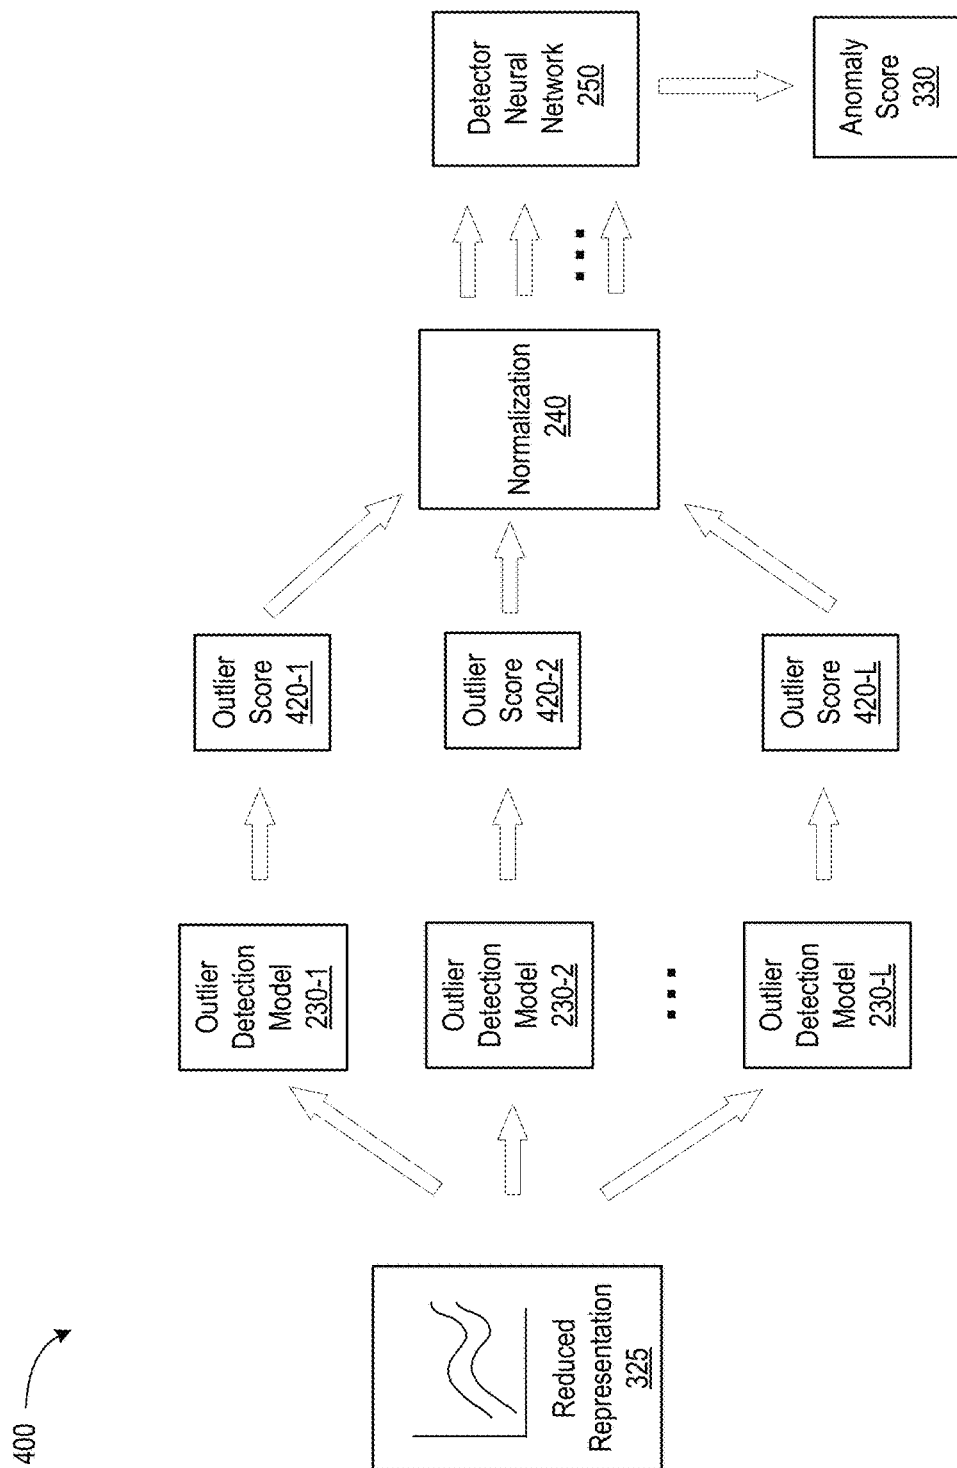 400
Reduced
Representation
325
Outlier
Detection
Model
230-1
Outlier
Detection
Model
230-2
Outlier
Detection
Model
230-L
Outlier
Score
420-1
Outlier
Score
420-2
Outlier
Score
420-L
Normalization
240
Detector
Neural
Network
250
Anomaly
Score
330